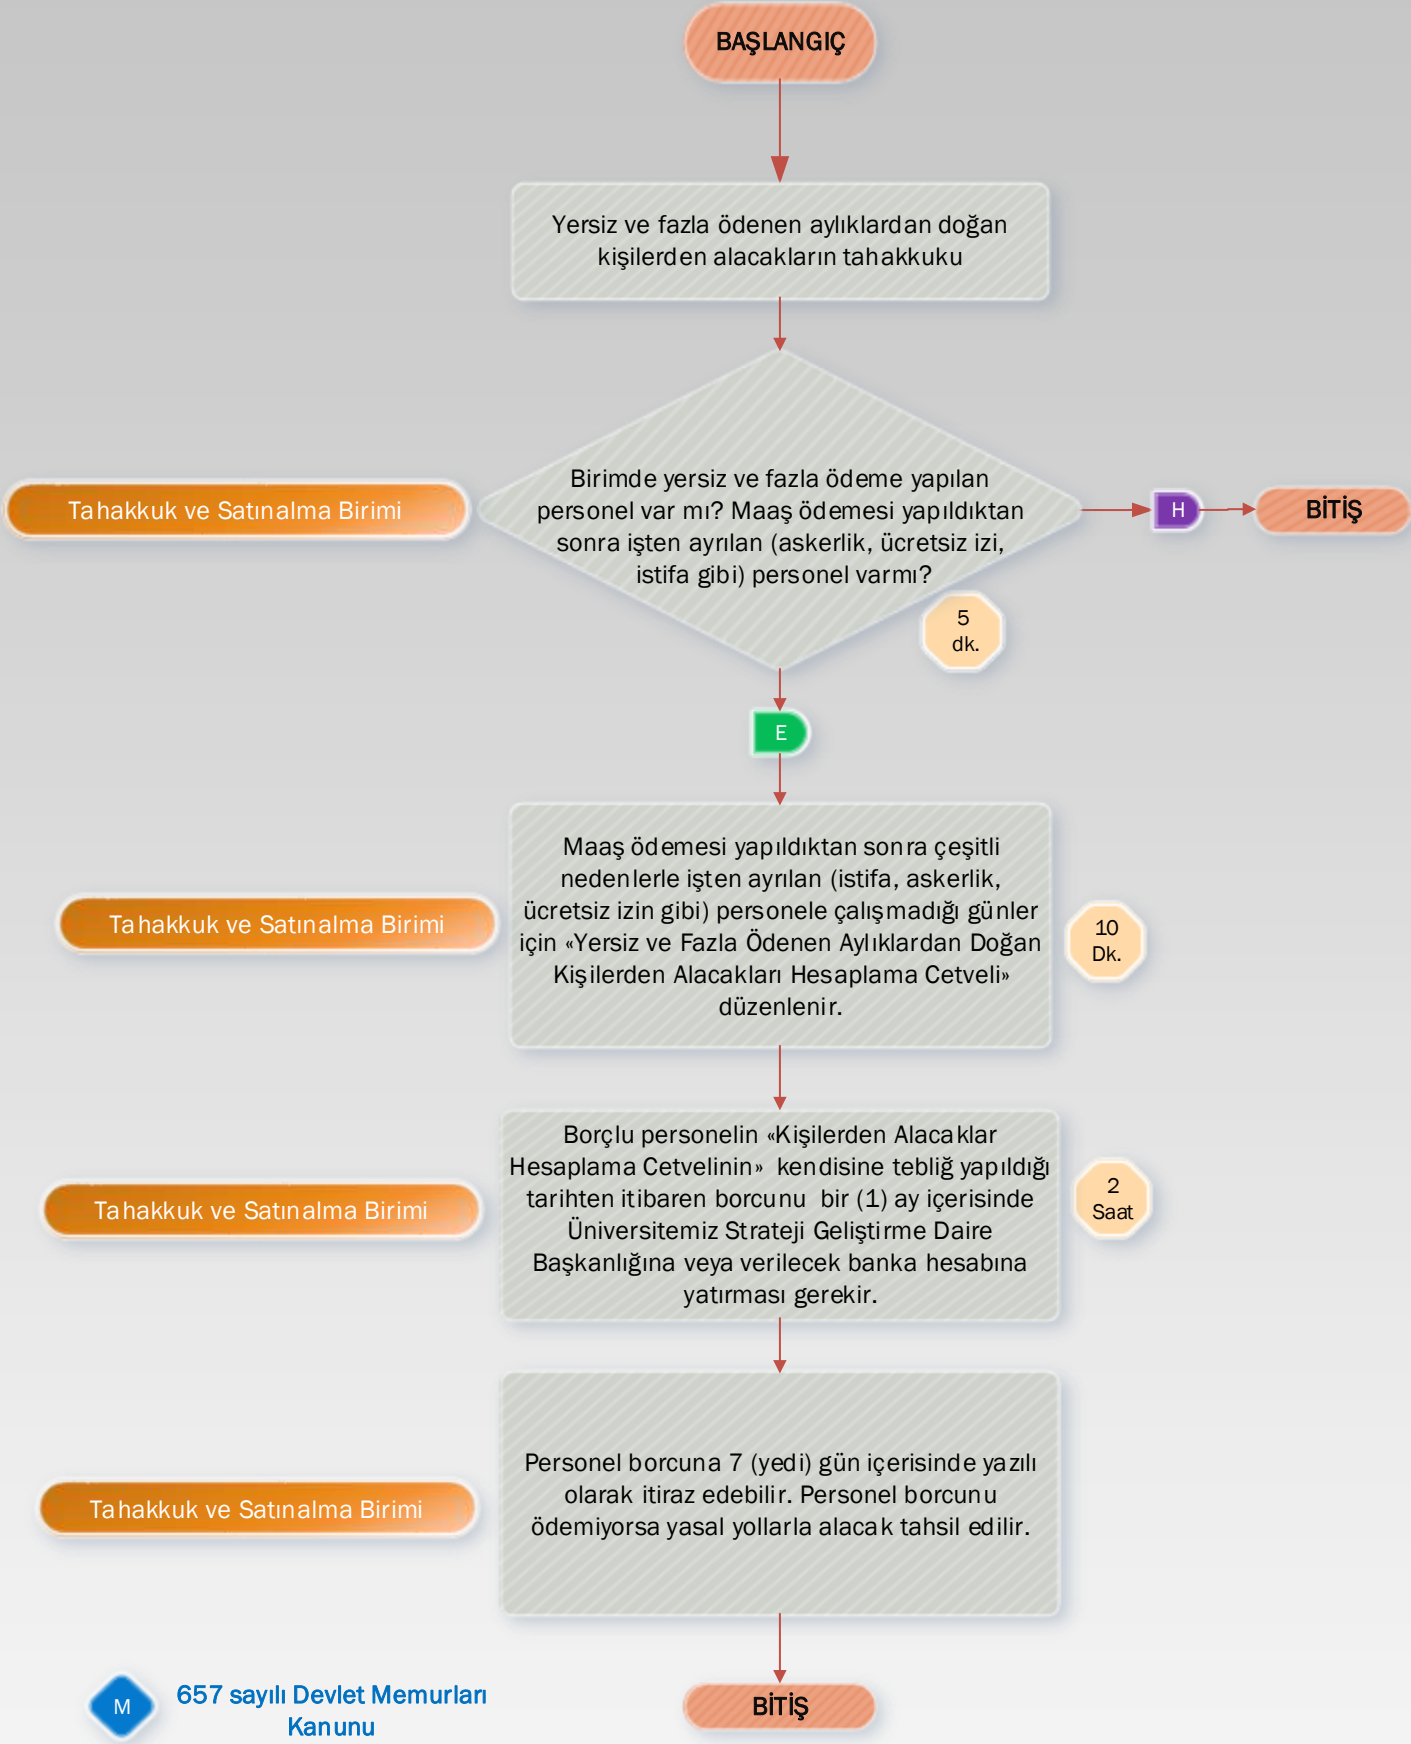 BAŞLANGIÇ
Yersiz ve fazla ödenen aylıklardan doğan
kişilerden alacakların tahakkuku
Tahakkuk ve Satınalma Birimi
Birimde yersiz ve fazla ödeme yapılan
personel var mı? Maaş ödemesi yapıldıktan
sonra işten ayrılan (askerlik, ücretsiz izi,
istifa gibi) personel varmı?
H
BİTİŞ
5
dk.
E
Tahakkuk ve Satınalma Birimi
Maaş ödemesi yapıldıktan sonra çeşitli
nedenlerle işten ayrılan (istifa, askerlik,
ücretsiz izin gibi) personele çalışmadığı günler
için «Yersiz ve Fazla Ödenen Aylıklardan Doğan
Kişilerden Alacakları Hesaplama Cetveli»
düzenlenir.
10
Dk.
Tahakkuk ve Satınalma Birimi
Borçlu personelin «Kişilerden Alacaklar
Hesaplama Cetvelinin» kendisine tebliğ yapıldığı
tarihten itibaren borcunu bir (1) ay içerisinde
Üniversitemiz Strateji Geliştirme Daire
Başkanlığına veya verilecek banka hesabına
yatırması gerekir.
2
Saat
Tahakkuk ve Satınalma Birimi
Personel borcuna 7 (yedi) gün içerisinde yazılı
olarak itiraz edebilir. Personel borcunu
ödemiyorsa yasal yollarla alacak tahsil edilir.
M
657 sayılı Devlet Memurları
Kanunu
BİTİŞ